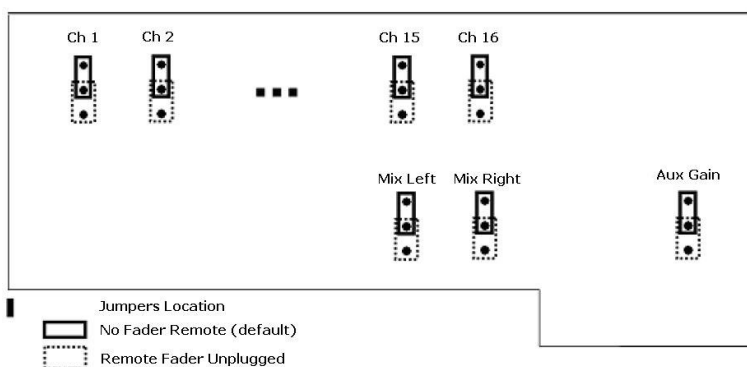 Ch 1 Ch 2 Ch 15 Ch 16
Mix Left Mix Right Aux Gain
Jumpers Location
No Fader Remote (default)
Remote Fader Unplugged